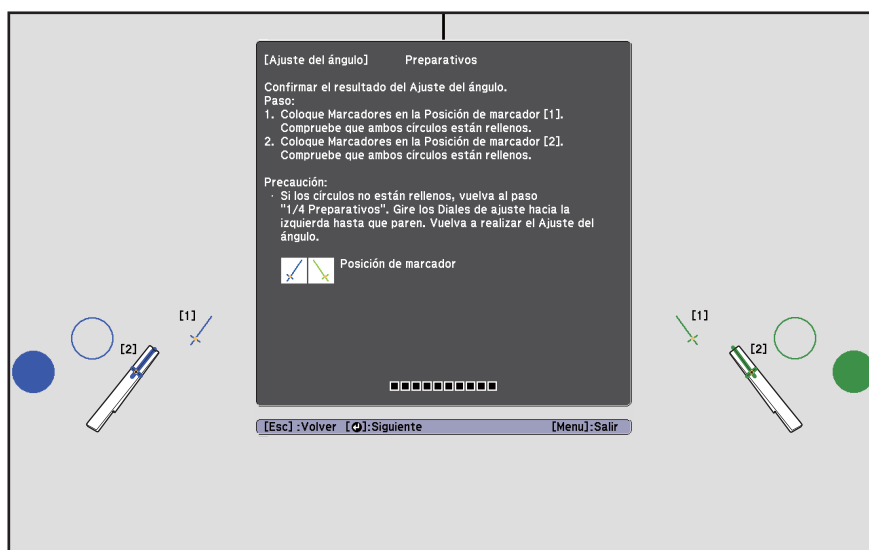 [Ajuste del ángulo] Preparativos
Confirmar el resultado del Ajuste del ángulo.
Paso:
1. Coloque Marcadores en la Posición de marcador [1].
Compruebe que ambos círculos están rellenos.
2. Coloque Marcadores en la Posición de marcador [2].
Compruebe que ambos círculos están rellenos.
Precaución:
· Si los círculos no están rellenos, vuelva al paso
"1/4 Preparativos". Gire los Diales de ajuste hacia la
izquierda hasta que paren. Vuelva a realizar el Ajuste del
ángulo.
Posición de marcador
[1]
[2]
[1]
[2]
[Esc] :Volver [↵]:Siguiente [Menu]:Salir